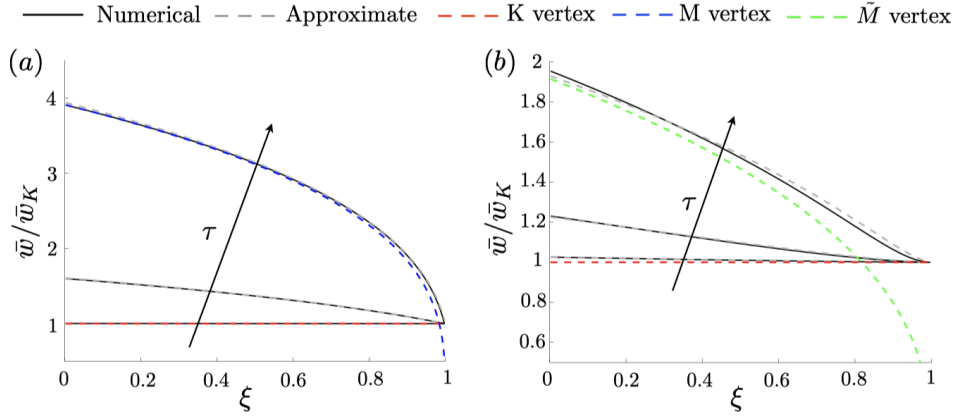 Numerical Approximate K vertex M vertex M̃ vertex
(a)
w̄/w̄_K
4
3
2
1
τ
0 0.2 0.4 0.6 0.8 1
ξ
(b)
w̄/w̄_K
2
1.8
1.6
1.4
1.2
1
0.8
0.6
τ
0 0.2 0.4 0.6 0.8 1
ξ